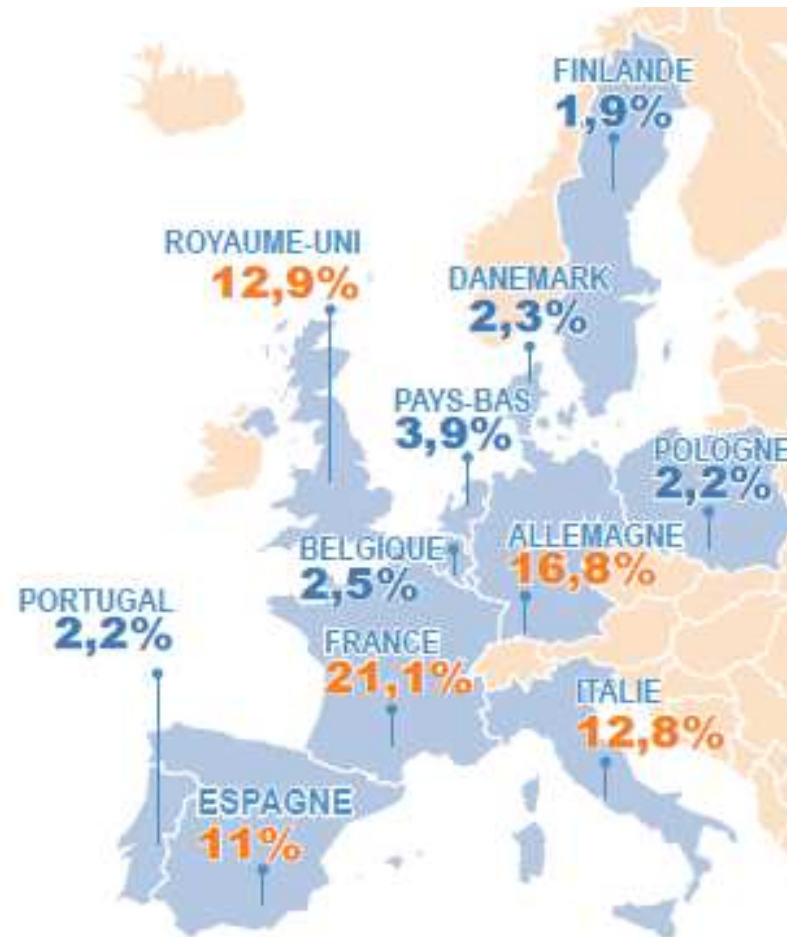 FINLANDE
1,9%
ROYAUME-UNI
12,9%
DANEMARK
2,3%
PAYS-BAS
3,9%
POLOGNE
2,2%
BELGIQUE
2,5%
ALLEMAGNE
16,8%
PORTUGAL
2,2%
FRANCE
21,1%
ITALIE
12,8%
ESPAGNE
11%